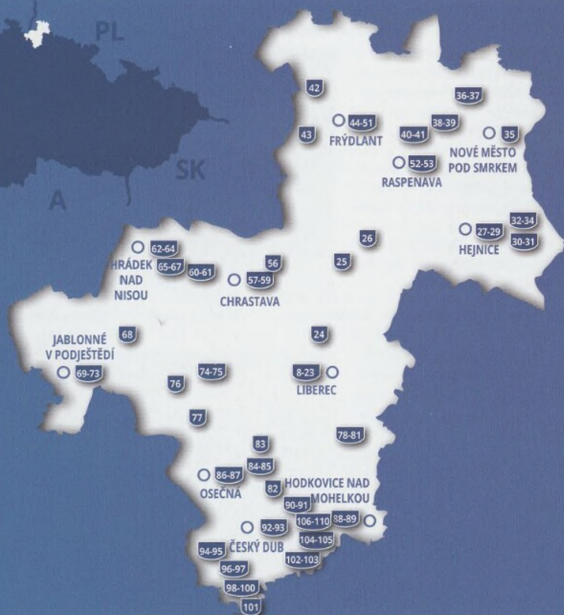 PL
SK
A
42
36-37
44-51
43
FRÝDLANT
38-39
40-41
35
NOVÉ MĚSTO
POD SMRKEM
52-53
RASPENAVA
32-34
27-29
30-31
HEJNICE
26
25
62-64
HRÁDEK
NAD
NISOU
65-67
60-61
56
57-59
CHRASTAVA
68
24
JABLONNÉ
V PODJEŠTĚDÍ
69-73
74-75
76
8-23
LIBEREC
77
78-81
83
84-85
86-87
OSEČNÁ
82
HODKOVICE NAD
MOHELKOU
90-91
106-110
88-89
92-93
ČESKÝ DUB
104-105
94-95
102-103
96-97
98-100
101